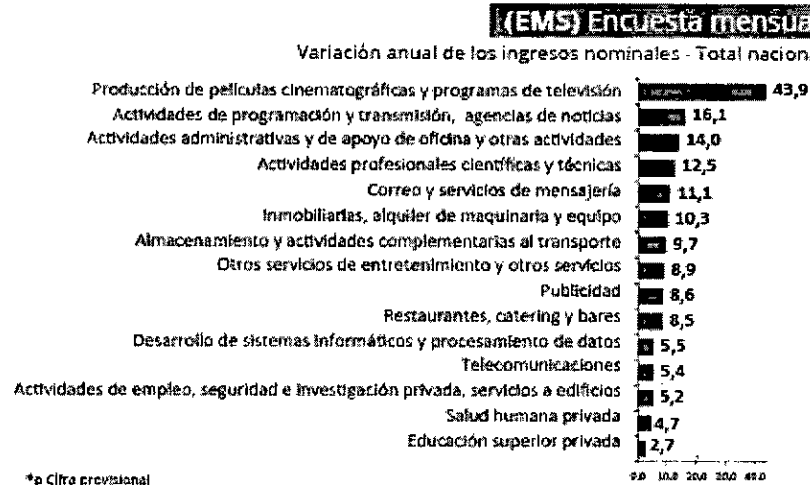 (EMS) Encuesta mensua
Variación anual de los ingresos nominales - Total nacion
Producción de películas cinematográficas y programas de televisión 43,9
Actividades de programación y transmisión, agencias de noticias 16,1
Actividades administrativas y de apoyo de oficina y otras actividades 14,0
Actividades profesionales científicas y técnicas 12,5
Correo y servicios de mensajería 11,1
Inmobiliarias, alquiler de maquinaria y equipo 10,3
Almacenamiento y actividades complementarias al transporte 9,7
Otros servicios de entretenimiento y otros servicios 8,9
Publicidad 8,6
Restaurantes, catering y bares 8,5
Desarrollo de sistemas informáticos y procesamiento de datos 5,5
Telecomunicaciones 5,4
Actividades de empleo, seguridad e investigación privada, servicios a edificios 5,2
Salud humana privada 4,7
Educación superior privada 2,7
*p Cifra provisional